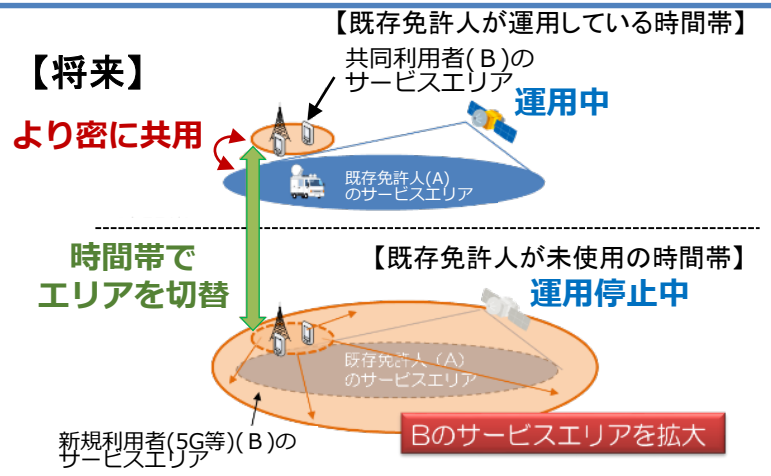 【既存免許人が運用している時間帯】
【将来】
共同利用者(B)の
サービスエリア
運用中
より密に共用
既存免許人(A)
のサービスエリア
時間帯で
エリアを切替
【既存免許人が未使用の時間帯】
運用停止中
既存免許人(A)
のサービスエリア
新規利用者(5G等)(B)の
サービスエリア
Bのサービスエリアを拡大